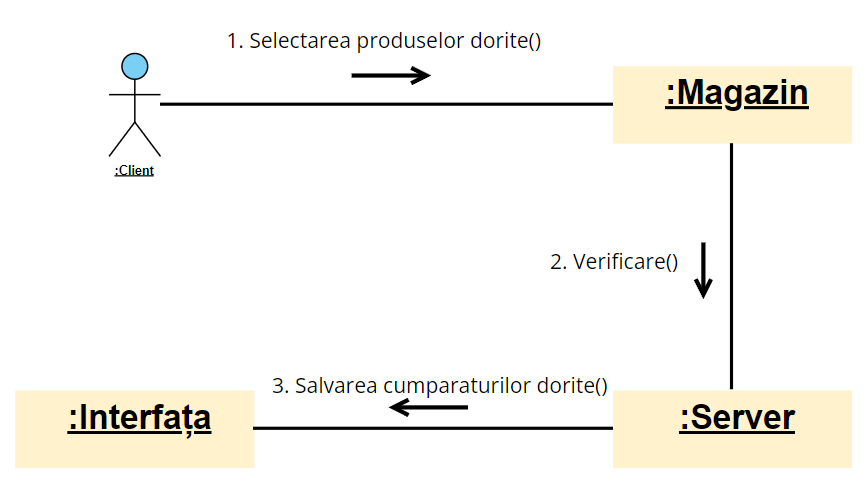 1. Selectarea produselor dorite()
:Magazin
:Client
2. Verificare()
3. Salvarea cumparaturilor dorite()
:Interfața
:Server